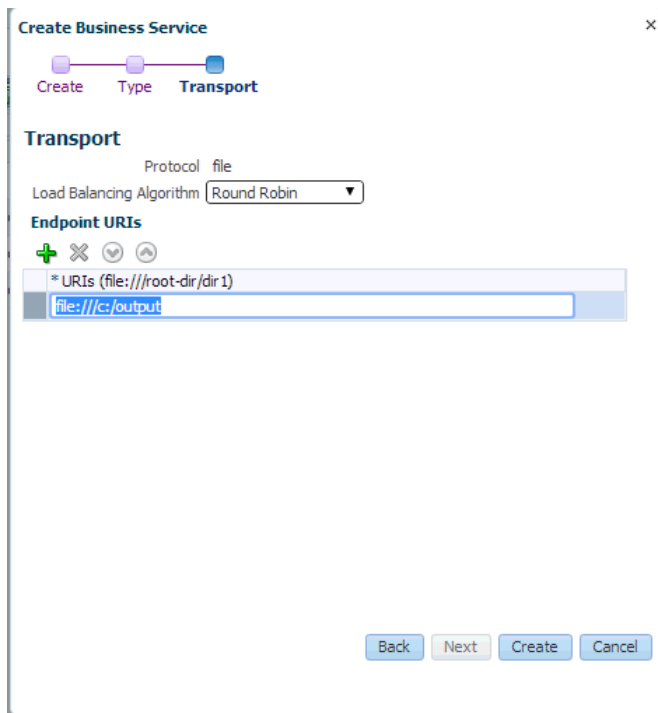 Create Business Service
Create Type Transport
Transport
Protocol file
Load Balancing Algorithm Round Robin
Endpoint URIs
* URIs (file:///root-dir/dir1)
file:///c:/output
Back Next Create Cancel